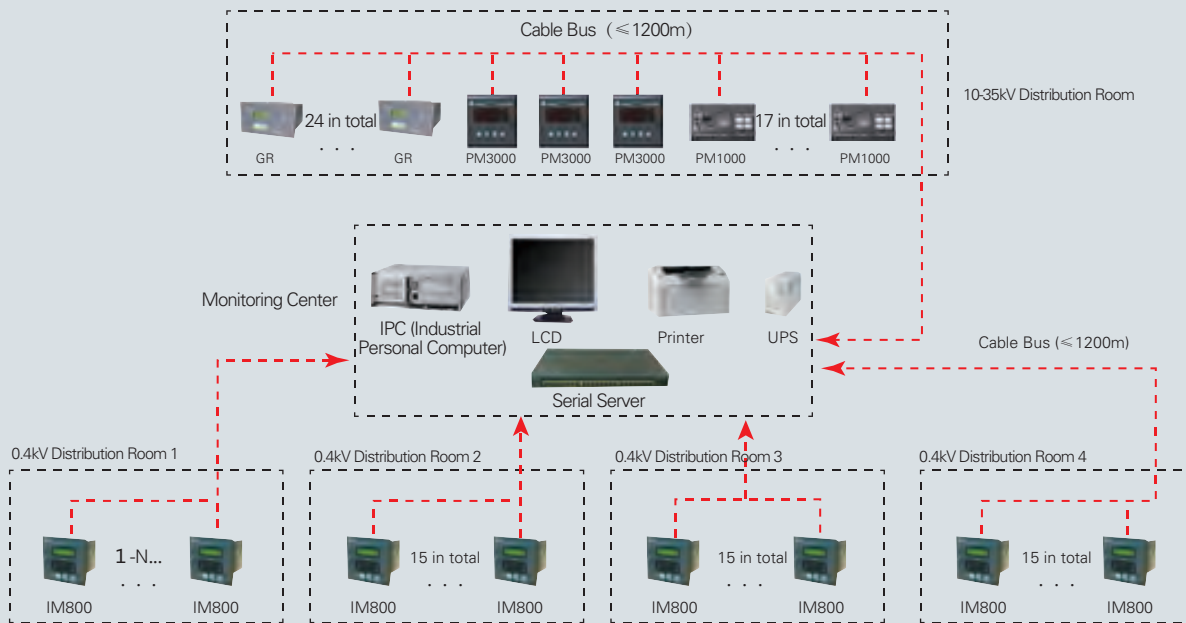 Cable Bus (≤1200m)
10-35kV Distribution Room
24 in total
. . .
17 in total
. . .
GR
GR
PM3000
PM3000
PM3000
PM1000
PM1000
Monitoring Center
IPC (Industrial
Personal Computer)
LCD
Printer
UPS
Serial Server
Cable Bus (≤1200m)
0.4kV Distribution Room 1
0.4kV Distribution Room 2
0.4kV Distribution Room 3
0.4kV Distribution Room 4
1-N...
. . .
15 in total
. . .
15 in total
. . .
15 in total
. . .
IM800
IM800
IM800
IM800
IM800
IM800
IM800
IM800